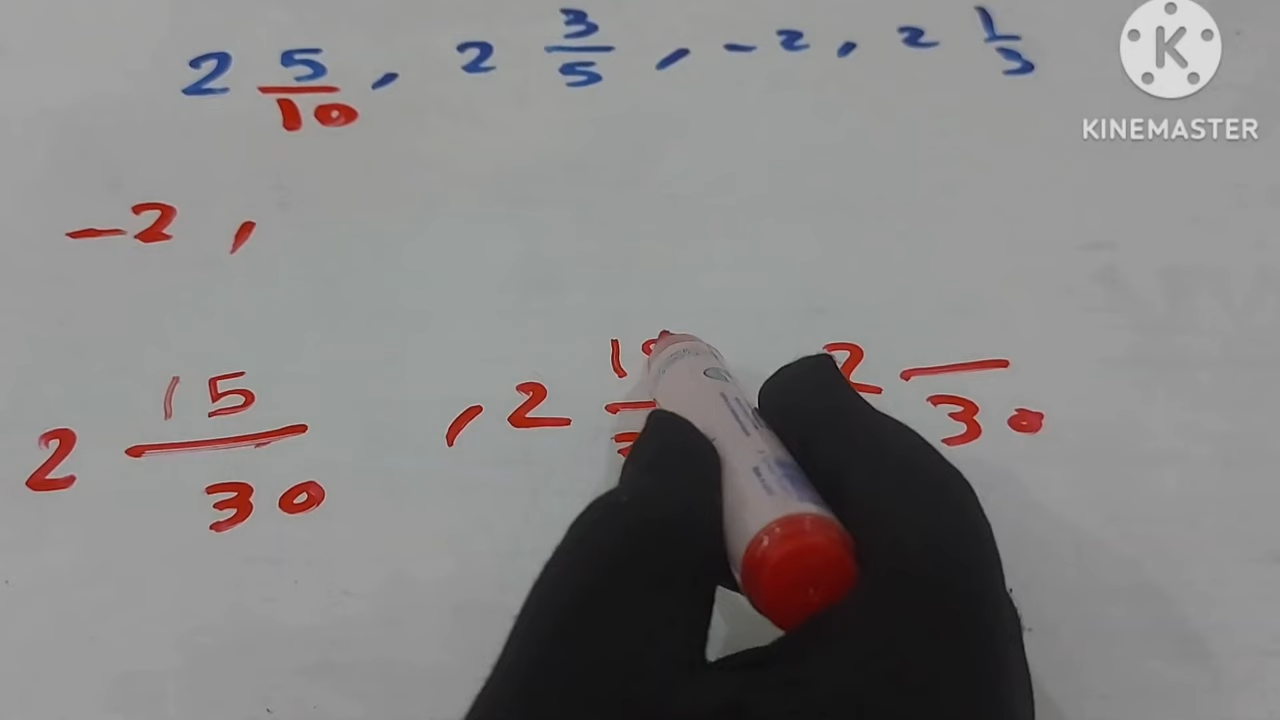 2 5/10 , 2 3/5 , -2 , 2 1/3
K
KINEMASTER
-2 ,
2 15/30 , 2 2 /30